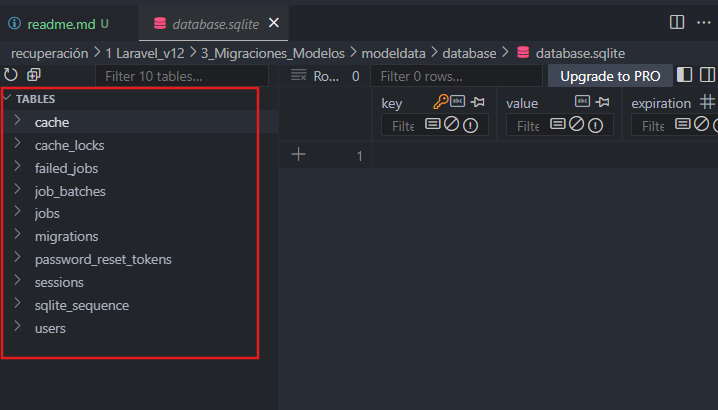 readme.md U
database.sqlite
recuperación > 1 Laravel_v12 > 3_Migraciones_Modelos > modeldata > database > database.sqlite
Filter 10 tables...
Ro... 0
Filter 0 rows...
Upgrade to PRO
TABLES
key
value
expiration
Filte
Filte
Filte
cache
1
cache_locks
failed_jobs
job_batches
jobs
migrations
password_reset_tokens
sessions
sqlite_sequence
users